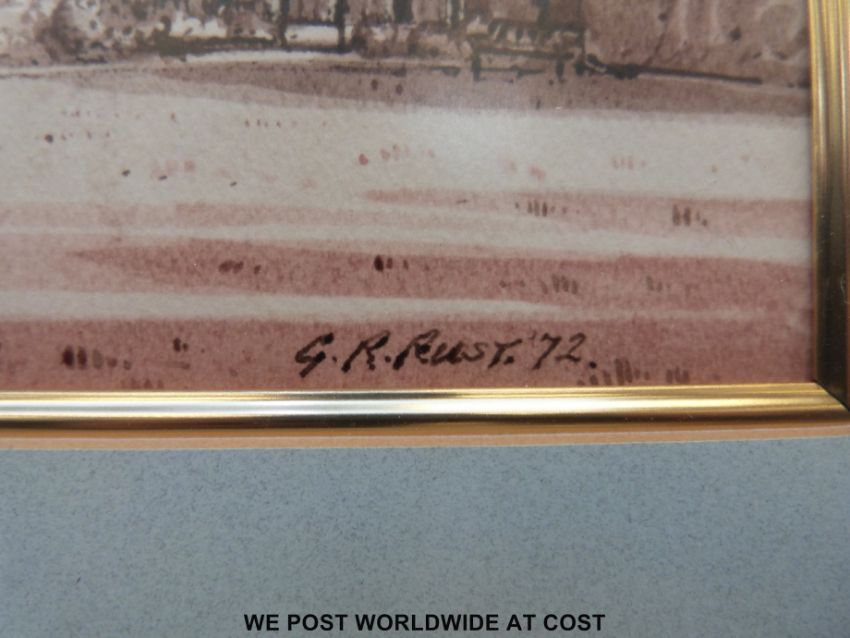 G. R. RUST. '72.
WE POST WORLDWIDE AT COST